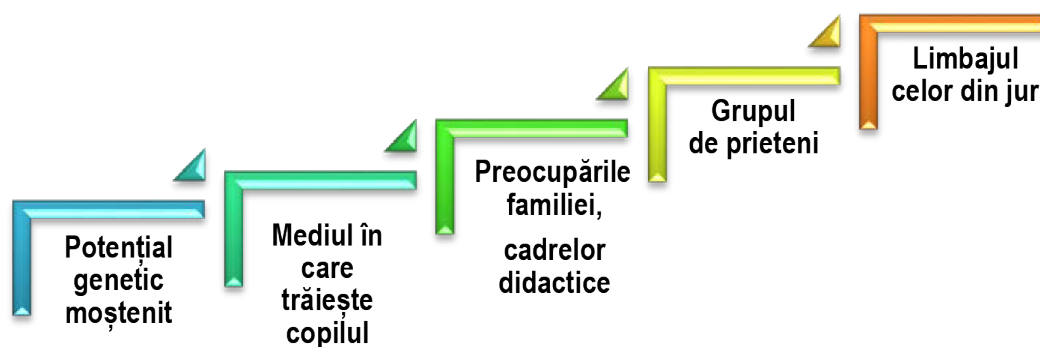 Potențial
genetic
moștenit
Mediul în
care
trăiește
copilul
Preocupările
familiei,
cadrelor
didactice
Grupul
de prieteni
Limbajul
celor din jur